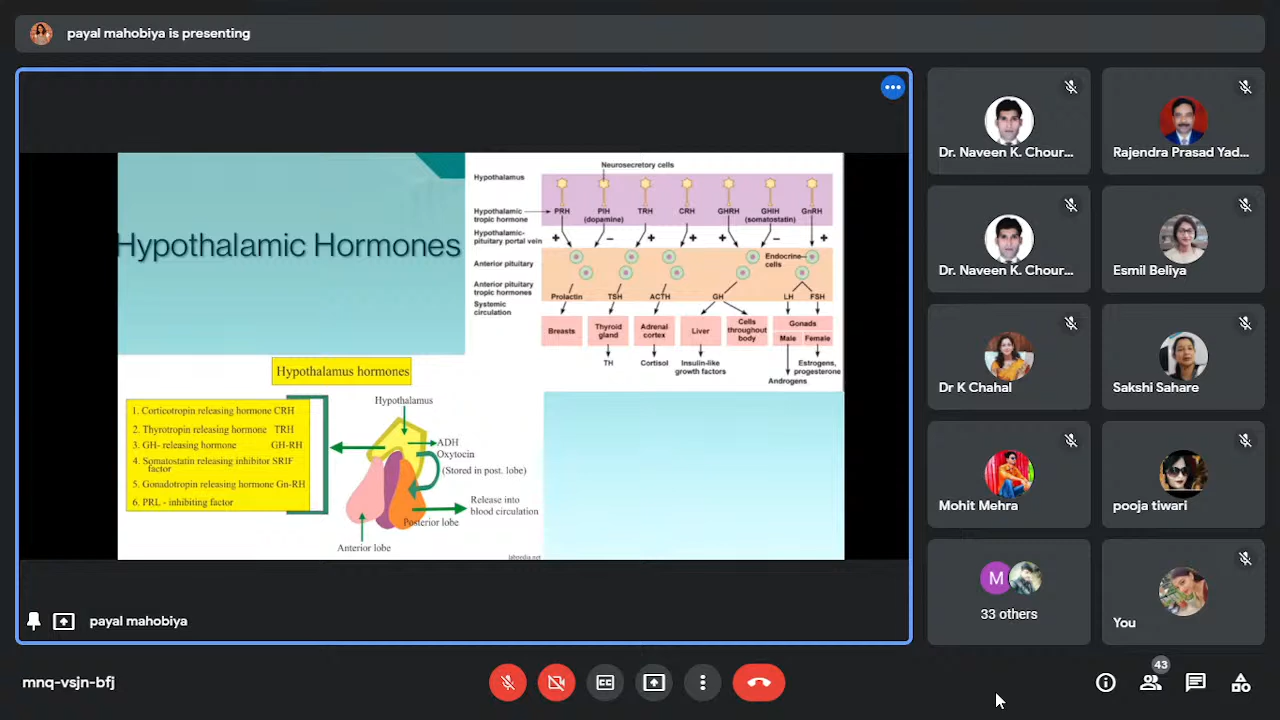 payal mahobiya is presenting
Hypothalamic Hormones
Neurosecretory cells
Hypothalamus
Hypothalamic
tropic hormone
PRH PIH TRH CRH GHRH GHIH GnRH
(dopamine) (somatostatin)
Hypothalamic-
pituitary portal vein
+ – + + + – +
Anterior pituitary
Endocrine
cells
Anterior pituitary
tropic hormones
Prolactin TSH ACTH GH LH FSH
Systemic
circulation
Breasts
Thyroid
gland
Adrenal
cortex
Liver
Cells
throughout
body
Gonads
Male Female
TH
Cortisol
Insulin-like
growth factors
Estrogens,
progesterone
Androgens
Hypothalamus hormones
1. Corticotropin releasing hormone CRH
2. Thyrotropin releasing hormone TRH
3. GH- releasing hormone GH-RH
4. Somatostatin releasing inhibitor SRIF
factor
5. Gonadotropin releasing hormone Gn-RH
6. PRL - inhibiting factor
Hypothalamus
ADH
Oxytocin
(Stored in post. lobe)
Release into
blood circulation
Posterior lobe
Anterior lobe
labpedia.net
payal mahobiya
Dr. Naveen K. Chour...
Rajendra Prasad Yad...
Dr. Naveen K. Chour...
Esmil Beliya
Dr K Chahal
Sakshi Sahare
Mohit Mehra
pooja tivari
M
33 others
You
mnq-vsjn-bfj
CC
43